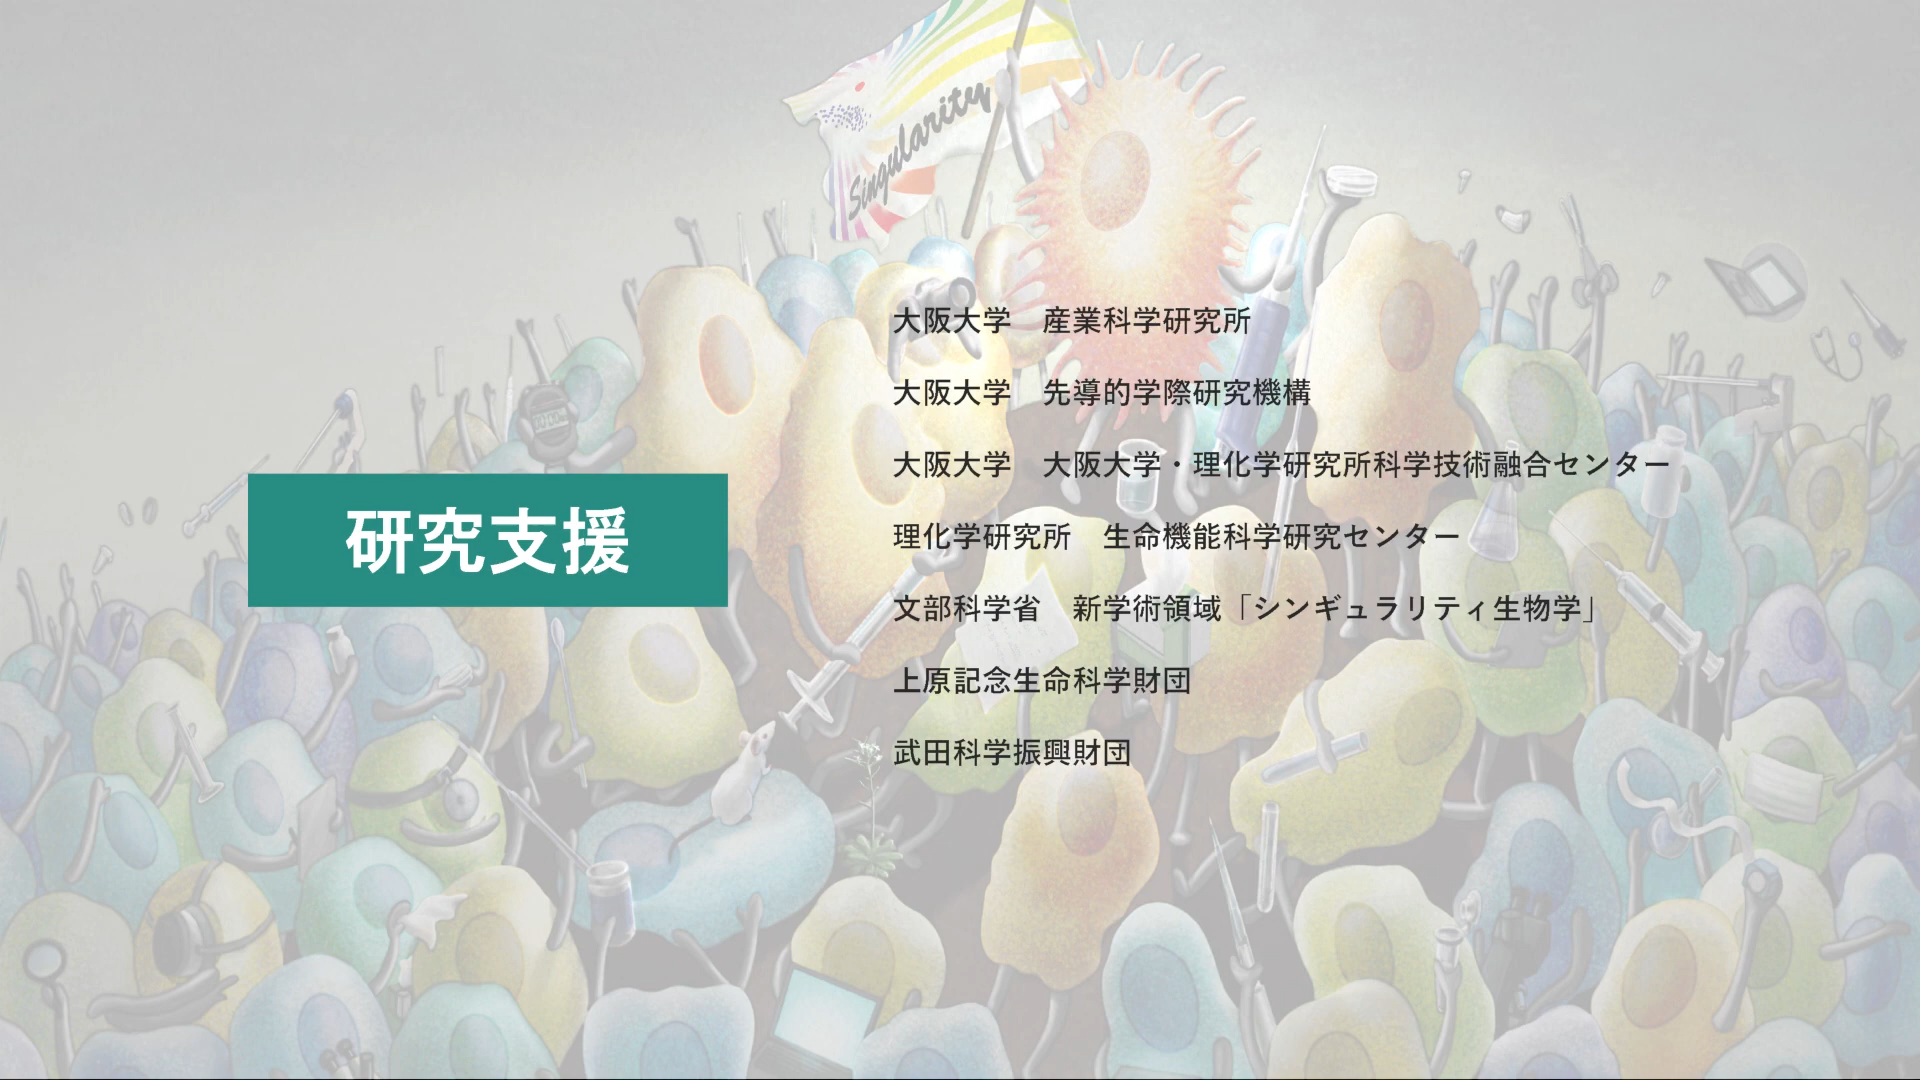 Singularity
研究支援
大阪大学　産業科学研究所
大阪大学　先導的学際研究機構
大阪大学　大阪大学・理化学研究所科学技術融合センター
理化学研究所　生命機能科学研究センター
文部科学省　新学術領域「シンギュラリティ生物学」
上原記念生命科学財団
武田科学振興財団